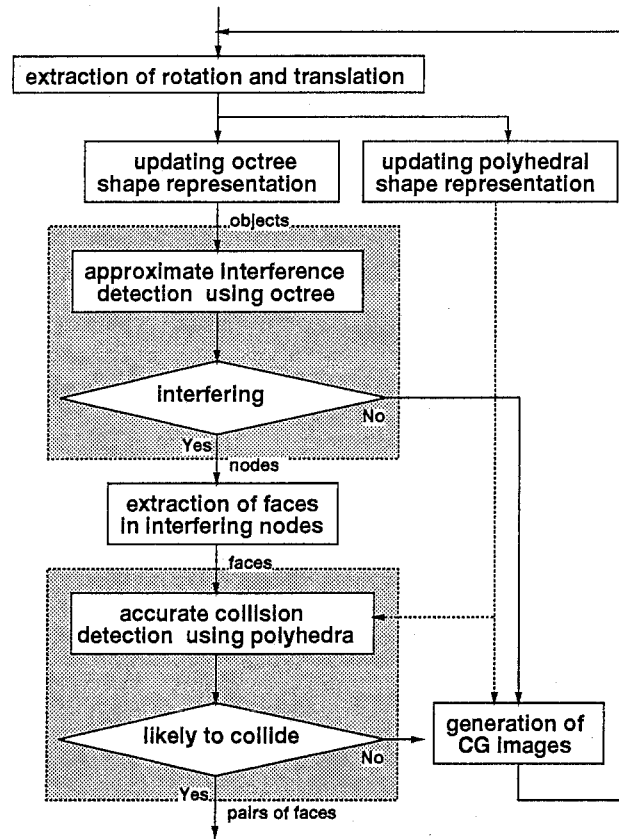 extraction of rotation and translation
updating octree
shape representation
updating polyhedral
shape representation
objects
approximate interference
detection using octree
interfering
No
Yes
nodes
extraction of faces
in interfering nodes
faces
accurate collision
detection using polyhedra
likely to collide
No
generation of
CG images
Yes
pairs of faces